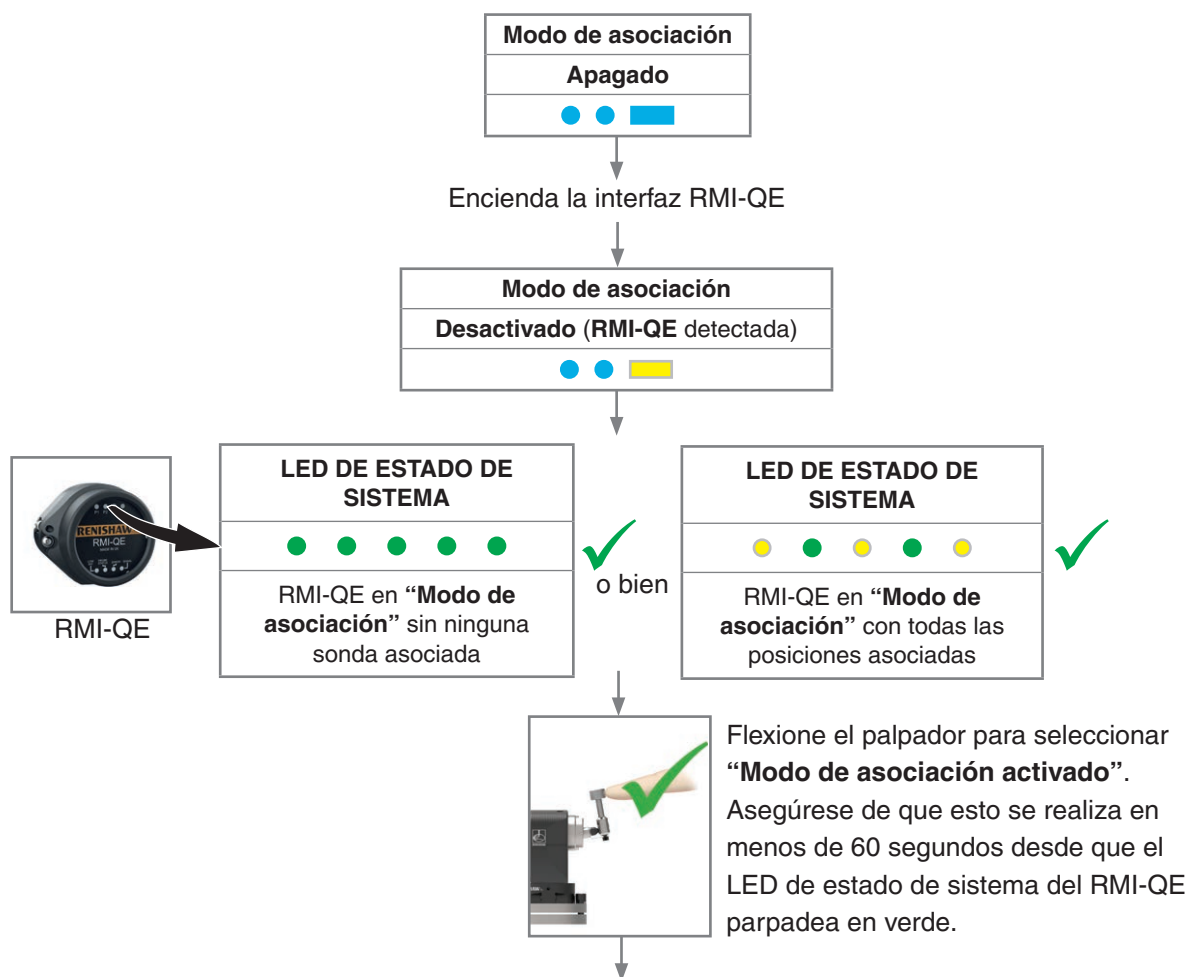 Modo de asociación
Apagado
Encienda la interfaz RMI-QE
Modo de asociación
Desactivado (RMI-QE detectada)
RENISHAW
RMI-QE
RMI-QE
LED DE ESTADO DE
SISTEMA
RMI-QE en “Modo de
asociación” sin ninguna
sonda asociada
o bien
LED DE ESTADO DE
SISTEMA
RMI-QE en “Modo de
asociación” con todas las
posiciones asociadas
Flexione el palpador para seleccionar
“Modo de asociación activado”.
Asegúrese de que esto se realiza en
menos de 60 segundos desde que el
LED de estado de sistema del RMI-QE
parpadea en verde.